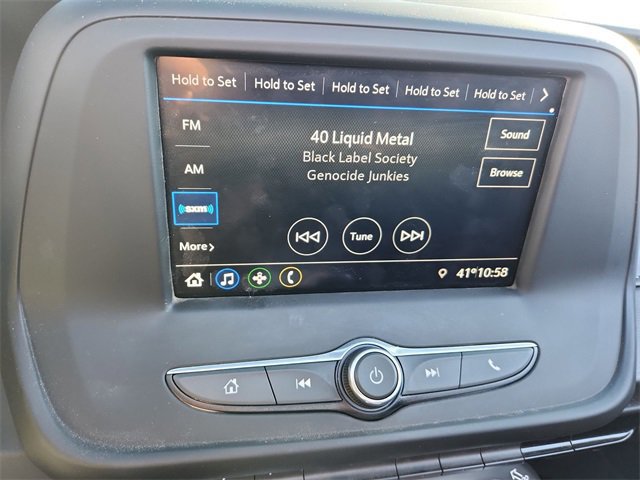 Hold to Set Hold to Set Hold to Set Hold to Set Hold to Set
FM
40 Liquid Metal
Sound
Black Label Society
AM
Genocide Junkies
Browse
((sxm))
Tune
More
41°10:58